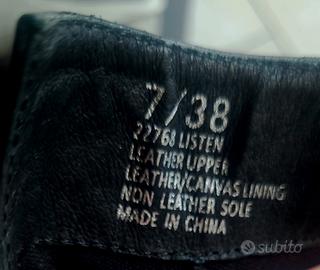 7/38
22768 LISTEN
LEATHER UPPER
LEATHER/CANVAS LINING
NON LEATHER SOLE
MADE IN CHINA
subito